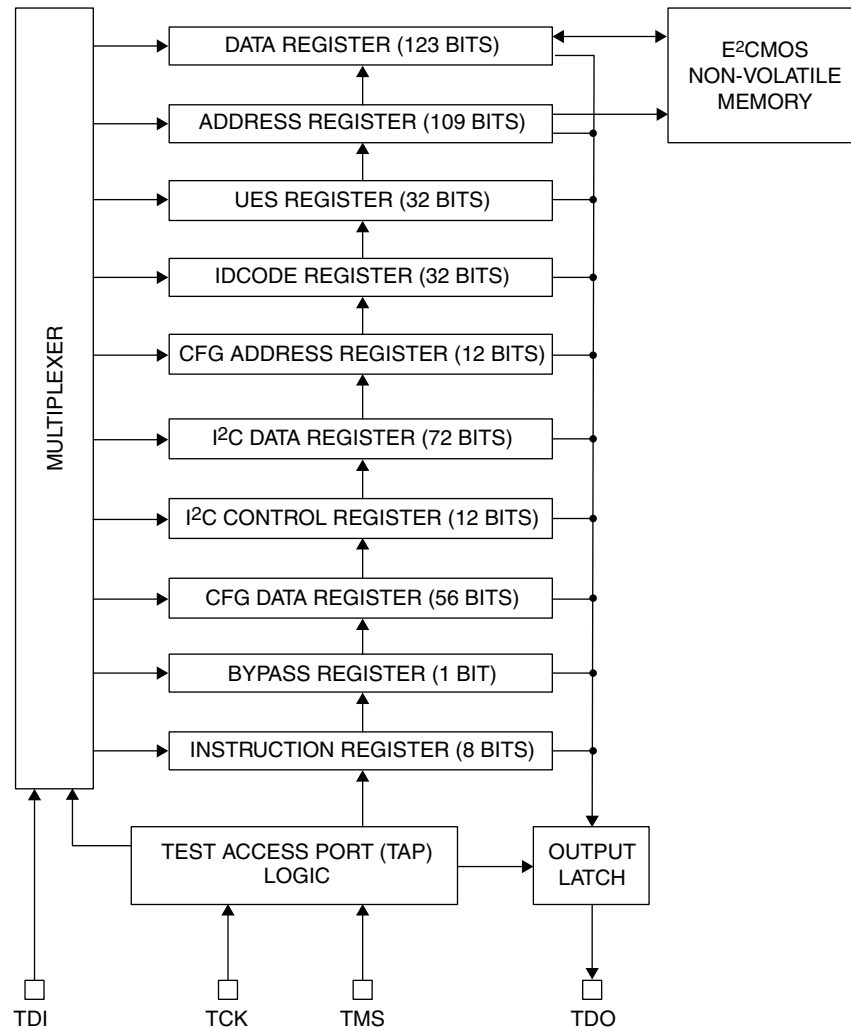 DATA REGISTER (123 BITS)
E²CMOS
NON-VOLATILE
MEMORY
ADDRESS REGISTER (109 BITS)
UES REGISTER (32 BITS)
IDCODE REGISTER (32 BITS)
CFG ADDRESS REGISTER (12 BITS)
MULTIPLEXER
I²C DATA REGISTER (72 BITS)
I²C CONTROL REGISTER (12 BITS)
CFG DATA REGISTER (56 BITS)
BYPASS REGISTER (1 BIT)
INSTRUCTION REGISTER (8 BITS)
TEST ACCESS PORT (TAP)
LOGIC
OUTPUT
LATCH
TDI
TCK
TMS
TDO